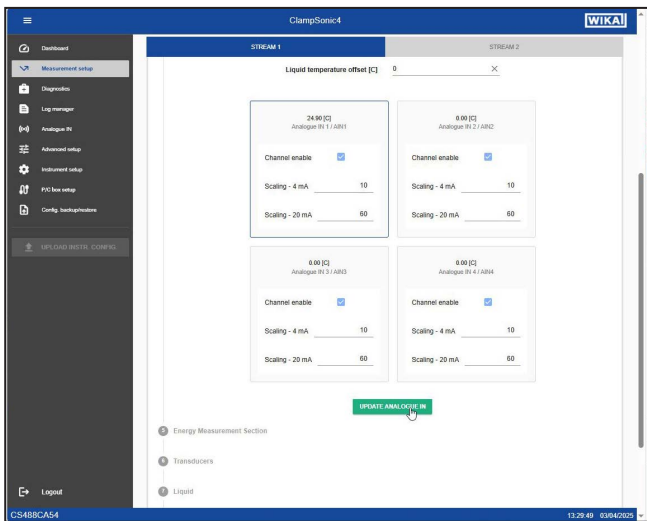 ClampSonic4
WIKAI
Dashboard
Measurement setup
Diagnostics
Log manager
Analogue IN
Advanced setup
Instrument setup
P/C box setup
Config. backup/restore
UPLOAD INSTR. CONFIG.
Logout
STREAM 1
STREAM 2
Liquid temperature offset [C] 0
24.90 [C]
Analogue IN 1 / AIN1
Channel enable
Scaling - 4 mA 10
Scaling - 20 mA 60
0.00 [C]
Analogue IN 2 / AIN2
Channel enable
Scaling - 4 mA 10
Scaling - 20 mA 60
0.00 [C]
Analogue IN 3 / AIN3
Channel enable
Scaling - 4 mA 10
Scaling - 20 mA 60
0.00 [C]
Analogue IN 4 / AIN4
Channel enable
Scaling - 4 mA 10
Scaling - 20 mA 60
UPDATE ANALOGUE IN
5 Energy Measurement Section
6 Transducers
7 Liquid
CS488CA54
13:29:49 03/04/2025